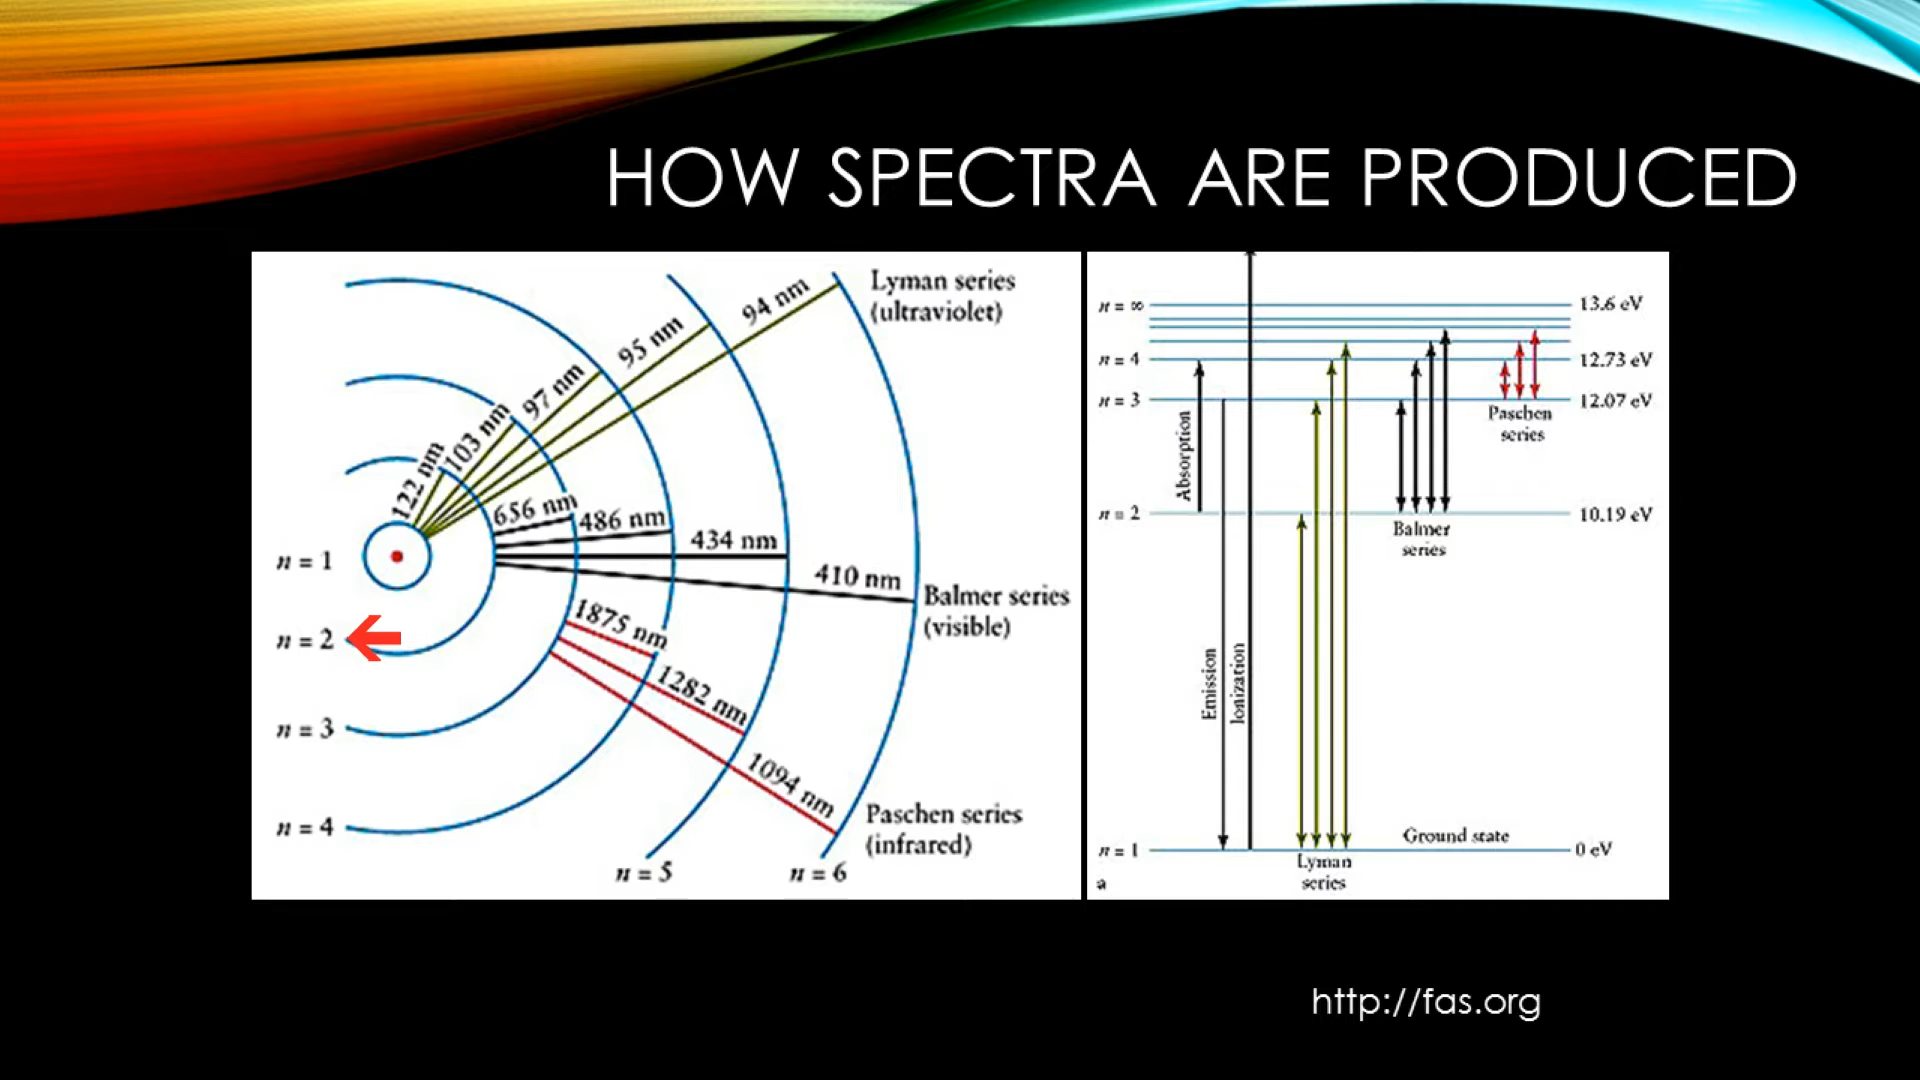 HOW SPECTRA ARE PRODUCED
Lyman series
(ultraviolet)
94 nm
95 nm
97 nm
103 nm
122 nm
656 nm
486 nm
434 nm
410 nm
Balmer series
(visible)
1875 nm
1282 nm
1094 nm
Paschen series
(infrared)
n = 1
n = 2
n = 3
n = 4
n = 5
n = 6
n = ∞
13.6 eV
n = 4
12.73 eV
n = 3
12.07 eV
Paschen
series
Absorption
n = 2
10.19 eV
Balmer
series
Emission
Ionization
Ground state
n = 1
0 eV
Lyman
series
a
http://fas.org